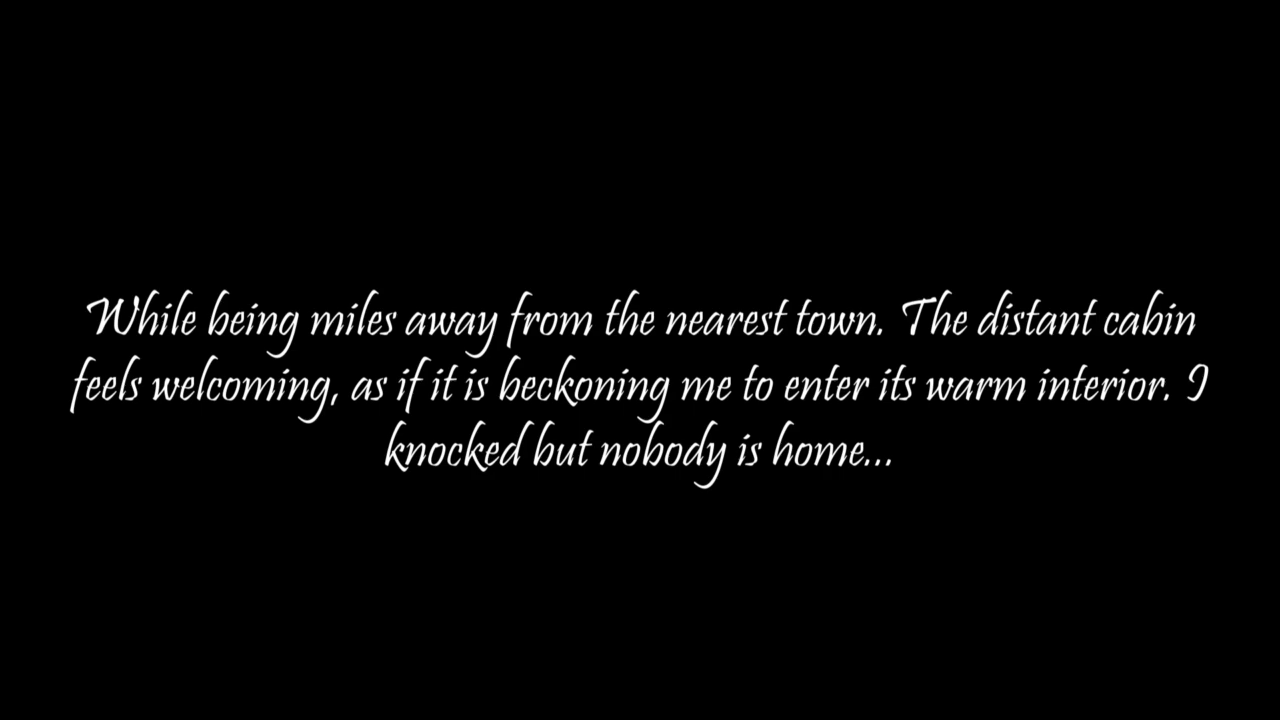 While being miles away from the nearest town. The distant cabin
feels welcoming, as if it is beckoning me to enter its warm interior. I
knocked but nobody is home...